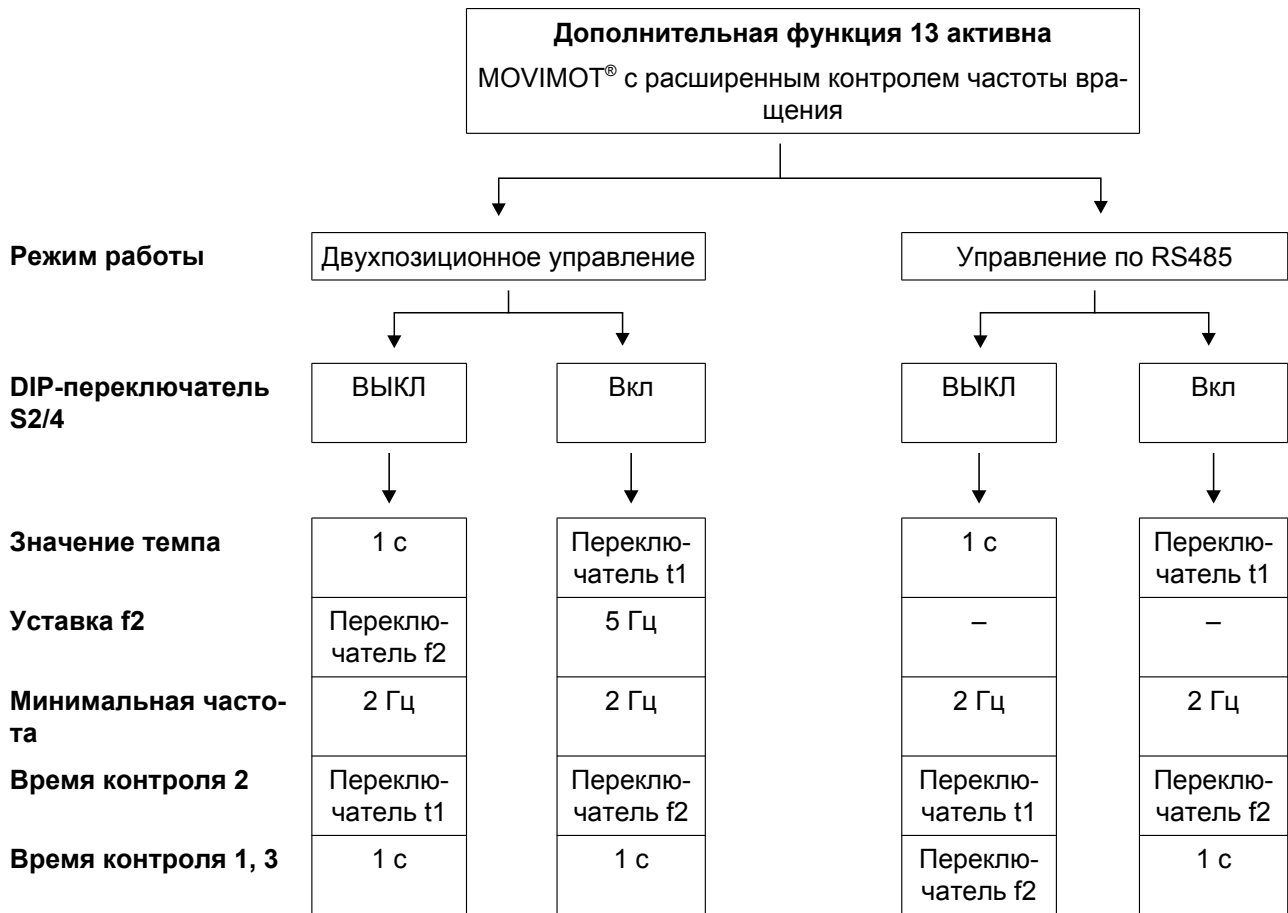 Дополнительная функция 13 активна
MOVIMOT® с расширенным контролем частоты вра-
щения
Режим работы
Двухпозиционное управление
Управление по RS485
DIP-переключатель
S2/4
ВЫКЛ
Вкл
ВЫКЛ
Вкл
Значение темпа
1 с
Переклю-
чатель t1
1 с
Переклю-
чатель t1
Уставка f2
Переклю-
чатель f2
5 Гц
–
–
Минимальная часто-
та
2 Гц
2 Гц
2 Гц
2 Гц
Время контроля 2
Переклю-
чатель t1
Переклю-
чатель f2
Переклю-
чатель t1
Переклю-
чатель f2
Время контроля 1, 3
1 с
1 с
Переклю-
чатель f2
1 с